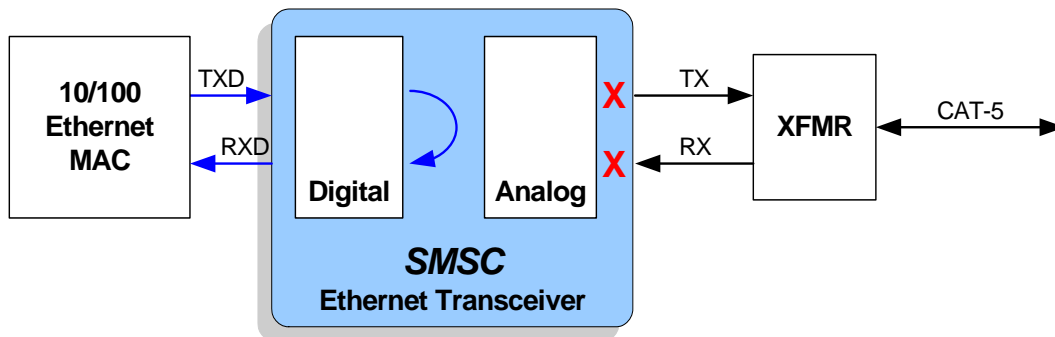 10/100
Ethernet
MAC
TXD
RXD
Digital
Analog
X
X
SMSC
Ethernet Transceiver
TX
RX
XFMR
CAT-5